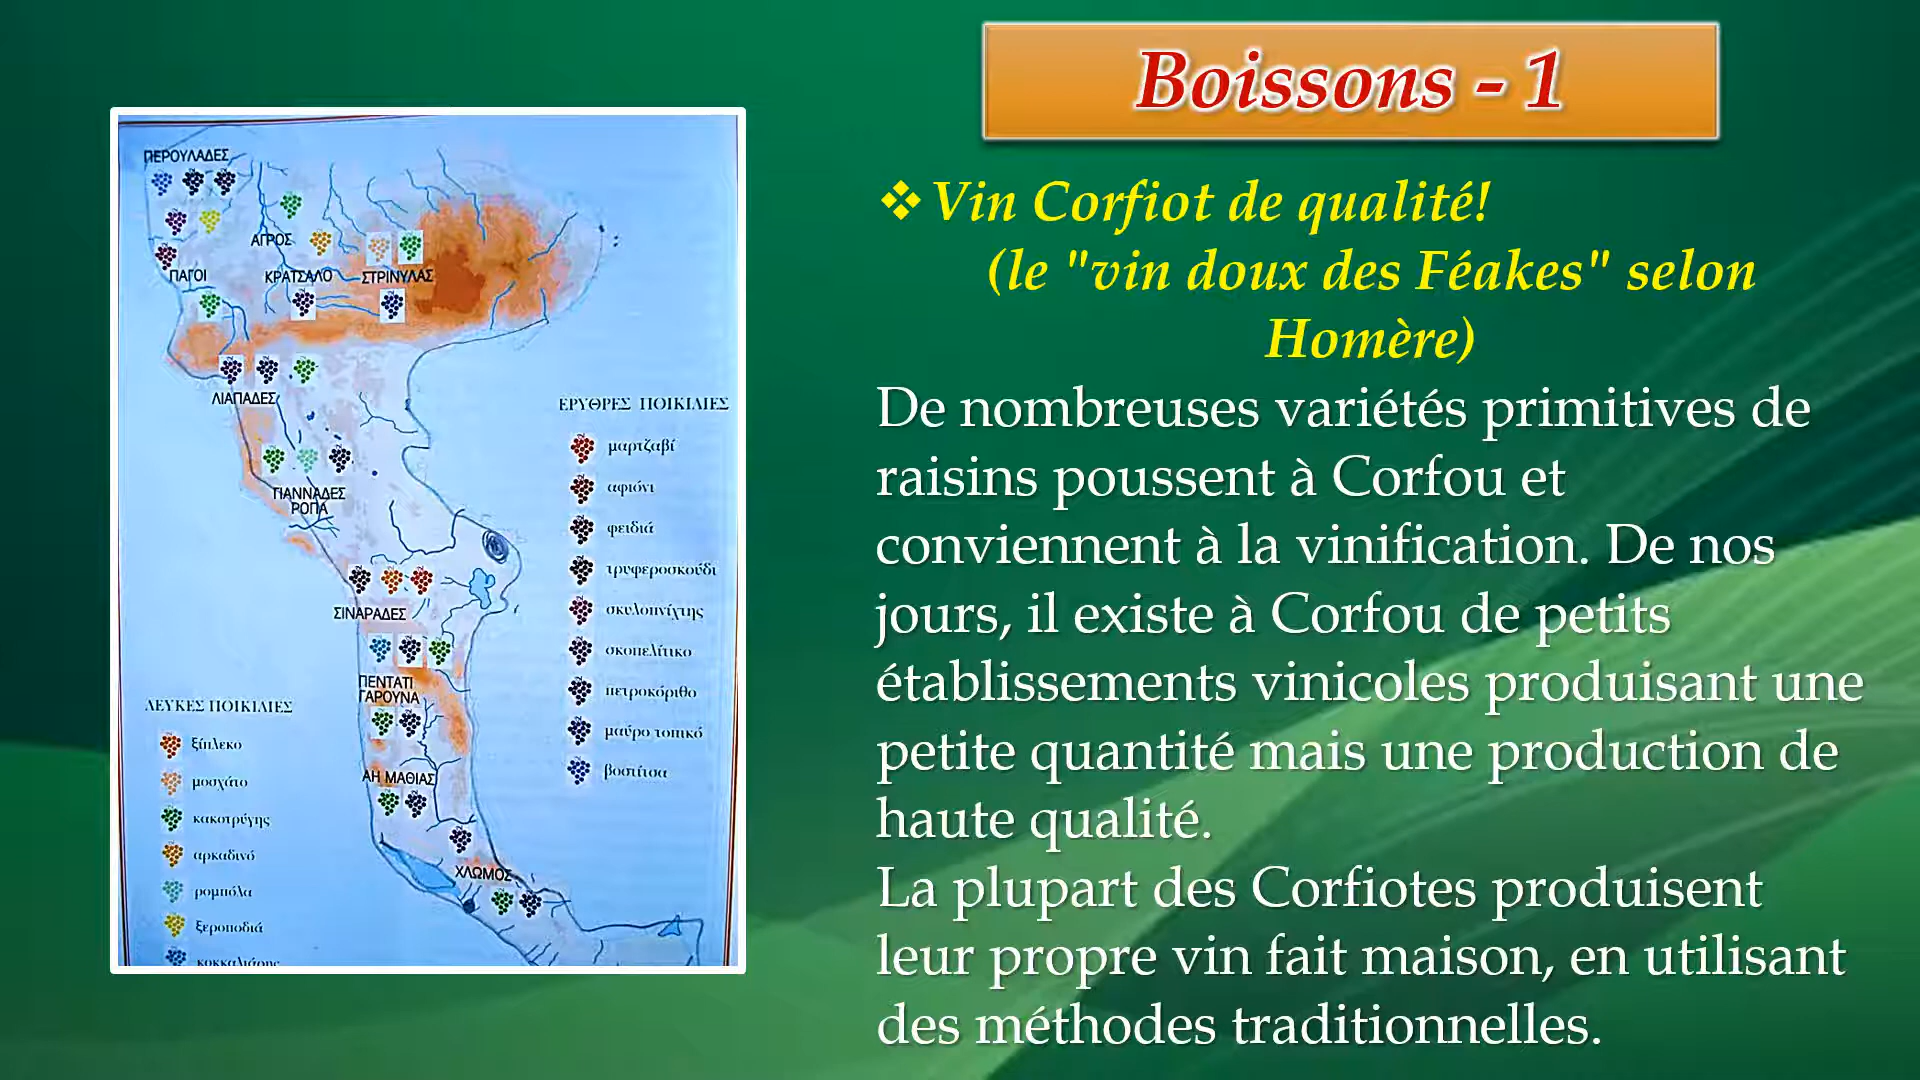 Boissons - 1
Vin Corfiot de qualité!
(le "vin doux des Féakes" selon
Homère)
De nombreuses variétés primitives de
raisins poussent à Corfou et
conviennent à la vinification. De nos
jours, il existe à Corfou de petits
établissements vinicoles produisant une
petite quantité mais une production de
haute qualité.
La plupart des Corfiotes produisent
leur propre vin fait maison, en utilisant
des méthodes traditionnelles.
ΠΕΡΟΥΛΑΔΕΣ
ΑΓΡΟΣ
ΠΑΓΟΙ
ΚΡΑΤΣΑΛΟ
ΣΤΡΙΝΥΛΑΣ
ΛΙΑΠΑΔΕΣ
ΓΙΑΝΝΑΔΕΣ
ΡΟΠΑ
ΣΙΝΑΡΑΔΕΣ
ΠΕΝΤΑΤΙ
ΓΑΡΟΥΝΑ
ΑΗ ΜΑΘΙΑΣ
ΧΛΩΜΟΣ
ΕΡΥΘΡΕΣ ΠΟΙΚΙΛΙΕΣ
μαρτζαβί
αφιόνι
φειδιά
τρυφεροσκούδι
σκυλοπνίχτης
σκοπελίτικο
πετροκόριθο
μαύρο τοπικό
βοστίτσα
ΛΕΥΚΕΣ ΠΟΙΚΙΛΙΕΣ
ξίπλεκο
μοσχάτο
κακοτρύγης
αρκαδινό
ρομπόλα
ξεροποδιά
κοκκαλιάρης